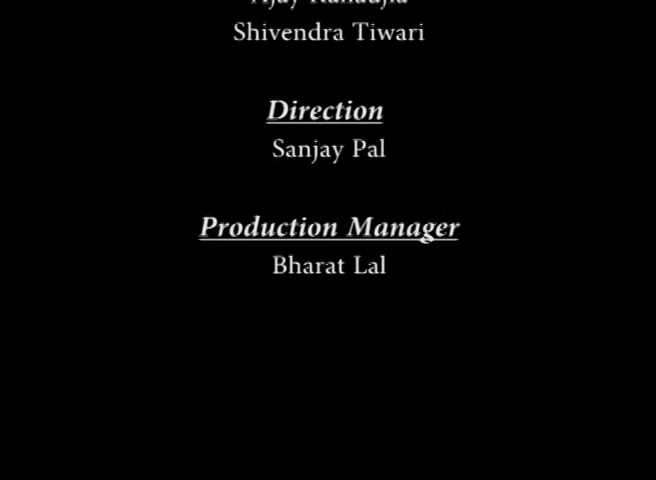 Shivendra Tiwari
Direction
Sanjay Pal
Production Manager
Bharat Lal